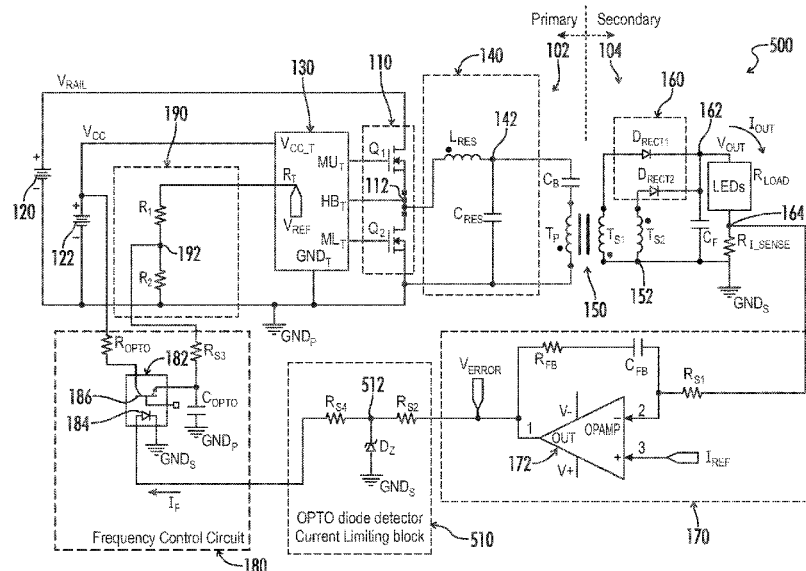 Primary
Secondary
102
104
500
140
110
130
V_RAIL
160
162
I_OUT
V_CC
190
142
D_RECT1
V_OUT
V_CC_T
L_RES
Q1
MU_T
R_T
D_RECT2
LEDs
R_LOAD
112
C_B
HB_T
R1
V_REF
164
120
Q2
C_RES
T_P
T_S1
T_S2
C_F
122
192
ML_T
R_I_SENSE
R2
GND_T
150
152
GND_S
GND_P
R_OPTO
182
R_S3
V_ERROR
R_FB
C_FB
186
512
R_S1
C_OPTO
R_S4
R_S2
184
V-
2
-
GND_P
1
OUT
OPAMP
GND_S
D_Z
172
3
+
I_REF
V+
GND_S
I_F
OPTO diode detector
Current Limiting block
Frequency Control Circuit
510
170
180